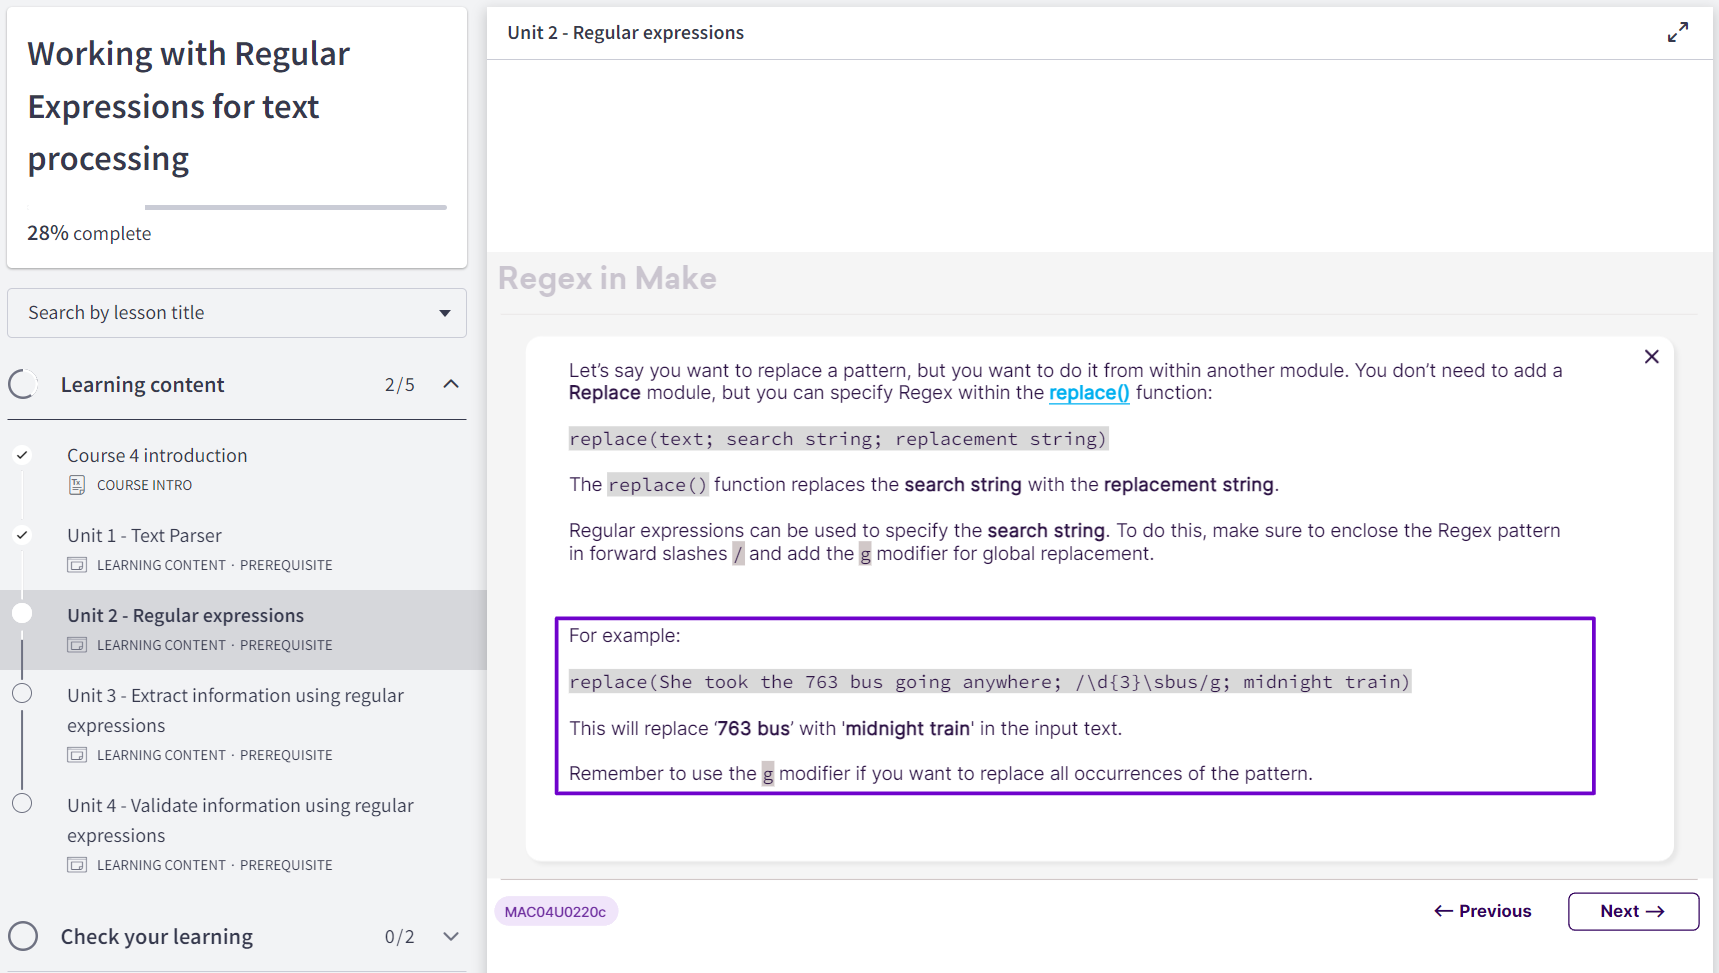 Working with Regular
Expressions for text
processing
28% complete
Search by lesson title
Learning content 2/5
Course 4 introduction
COURSE INTRO
Unit 1 - Text Parser
LEARNING CONTENT · PREREQUISITE
Unit 2 - Regular expressions
LEARNING CONTENT · PREREQUISITE
Unit 3 - Extract information using regular
expressions
LEARNING CONTENT · PREREQUISITE
Unit 4 - Validate information using regular
expressions
LEARNING CONTENT · PREREQUISITE
Check your learning 0/2
Unit 2 - Regular expressions
Regex in Make
Let's say you want to replace a pattern, but you want to do it from within another module. You don't need to add a
Replace module, but you can specify Regex within the replace() function:
replace(text; search string; replacement string)
The replace() function replaces the search string with the replacement string.
Regular expressions can be used to specify the search string. To do this, make sure to enclose the Regex pattern
in forward slashes / and add the g modifier for global replacement.
For example:
replace(She took the 763 bus going anywhere; /\d{3}\sbus/g; midnight train)
This will replace ‘763 bus’ with 'midnight train' in the input text.
Remember to use the g modifier if you want to replace all occurrences of the pattern.
MAC04U0220c
← Previous
Next →